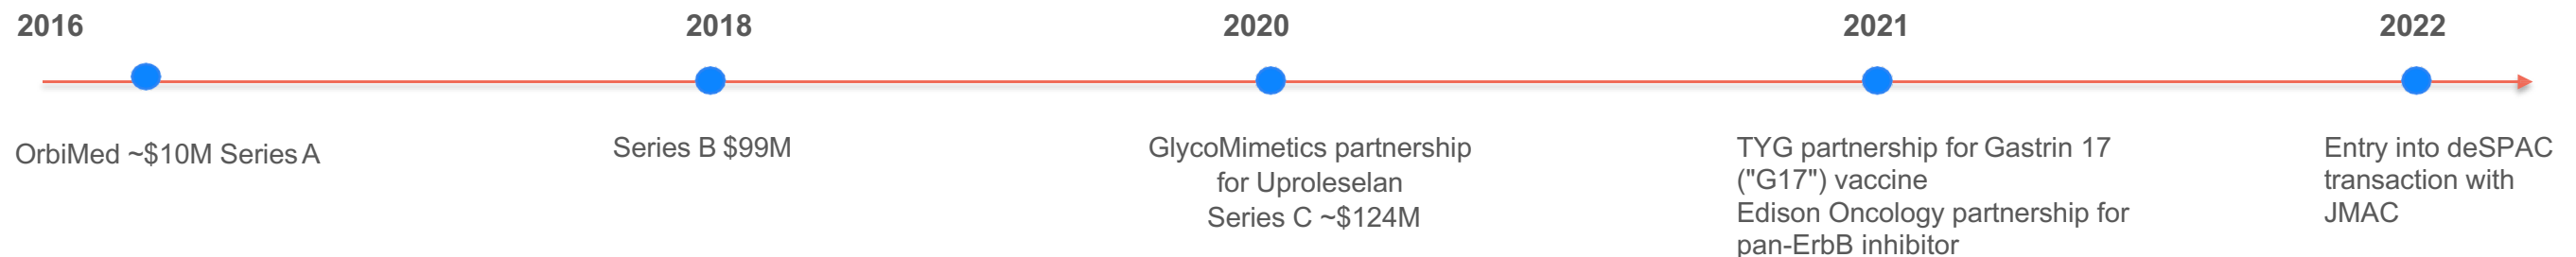 2016
2018
2020
2021
2022
OrbiMed ~$10M Series A
Series B $99M
GlycoMimetics partnership
for Uproleselan
Series C ~$124M
TYG partnership for Gastrin 17
("G17") vaccine
Edison Oncology partnership for
pan-ErbB inhibitor
Entry into deSPAC
transaction with
JMAC